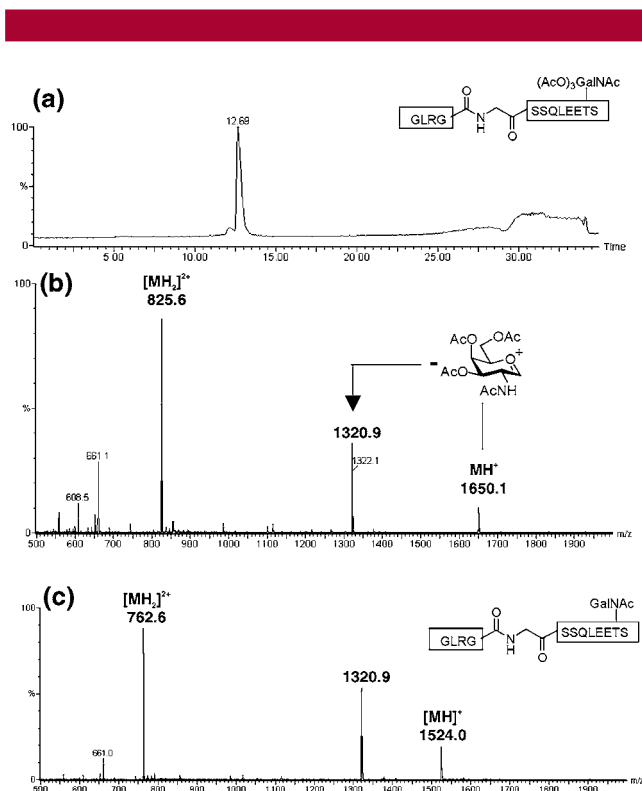 (a)
(AcO)3GalNAc
GLRG
O
NH
O
SSQLEETS
100
%
0
12.69
5.00
10.00
15.00
20.00
25.00
30.00
Time
(b)
100
%
0
[MH2]2+
825.6
661.1
608.5
1320.9
1322.1
-
AcO
OAc
O+
AcO
AcNH
MH+
1650.1
500 600 700 800 900 1000 1100 1200 1300 1400 1500 1600 1700 1800 1900 m/z
(c)
100
%
0
[MH2]2+
762.6
661.0
1320.9
[MH]+
1524.0
GalNAc
GLRG
O
NH
O
SSQLEETS
500 600 700 800 900 1000 1100 1200 1300 1400 1500 1600 1700 1800 1900 m/z